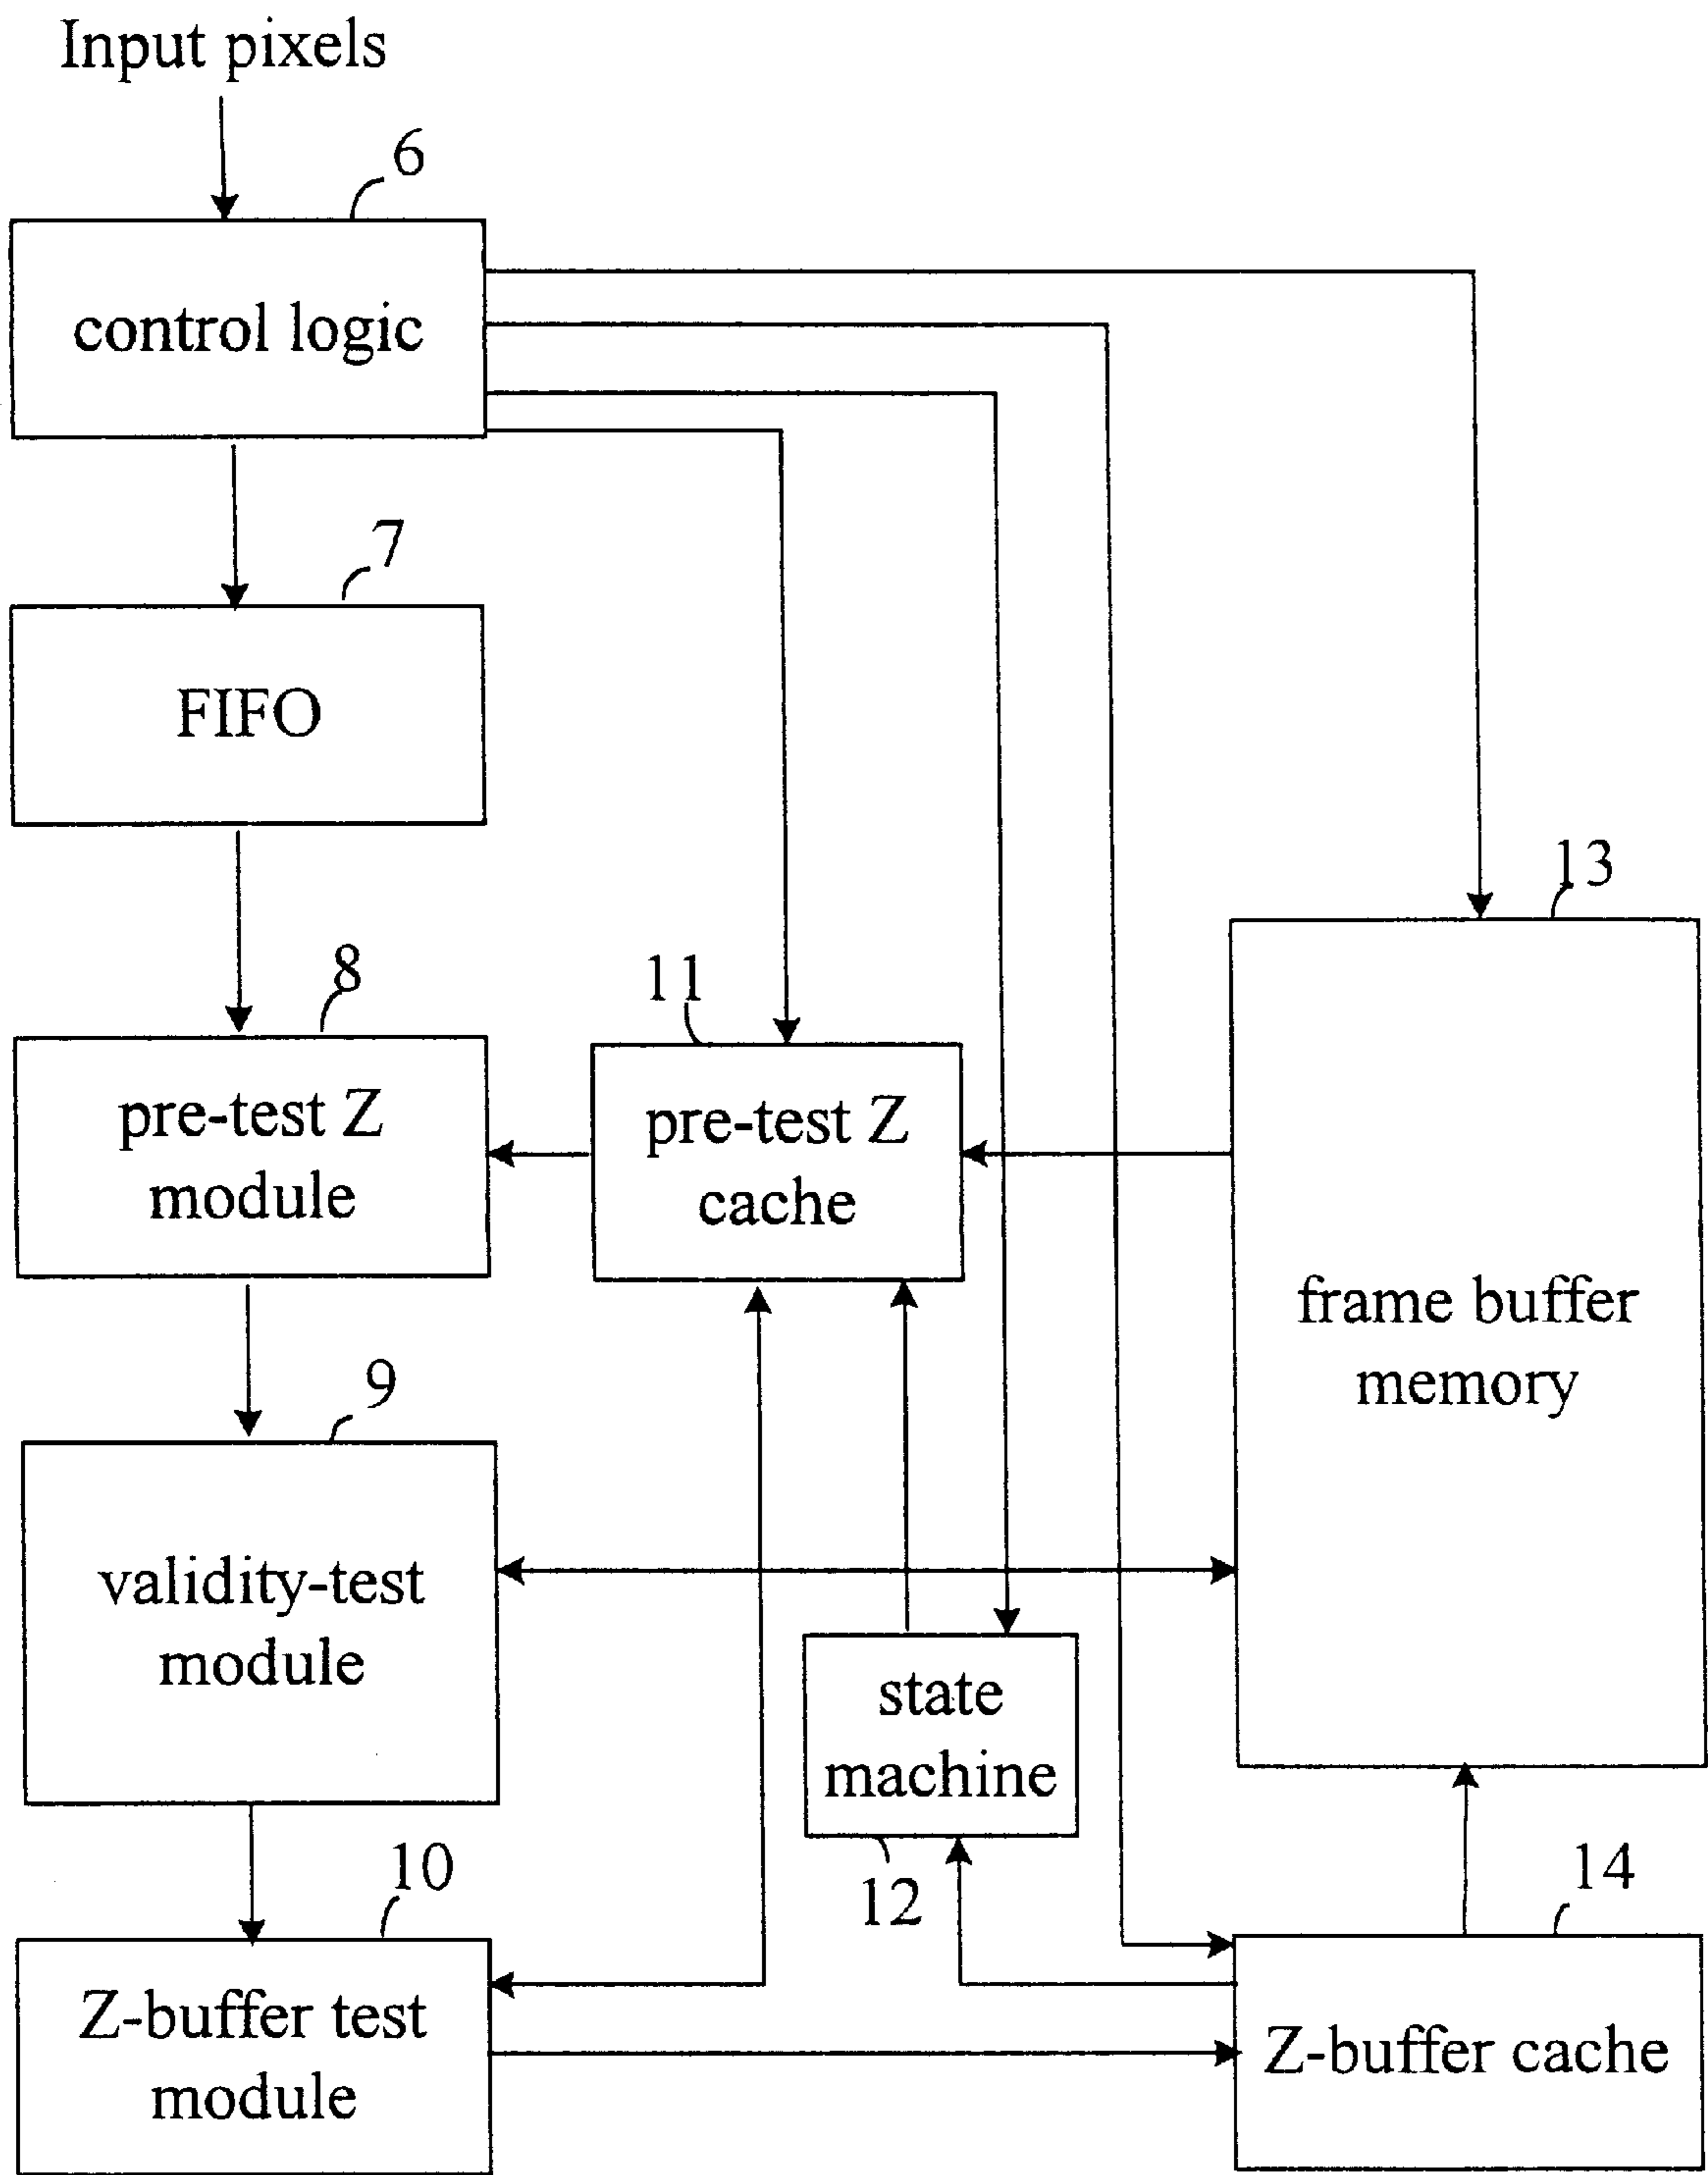 Input pixels
6
control logic
7
FIFO
13
8
11
pre-test Z
module
pre-test Z
cache
frame buffer
memory
9
validity-test
module
state
machine
10
12
14
Z-buffer test
module
Z-buffer cache